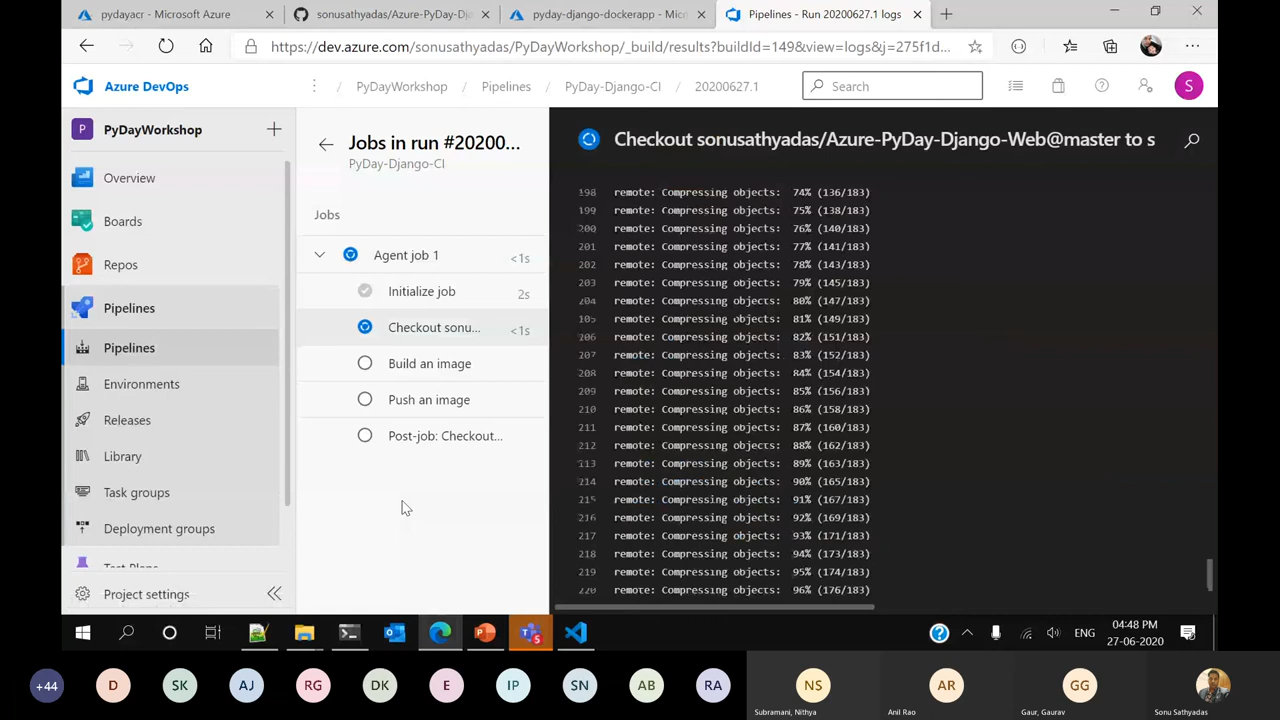 pydayacr - Microsoft Azure
sonusathyadas/Azure-PyDay-Dj
pyday-django-dockerapp - Micr
Pipelines - Run 20200627.1 logs
https://dev.azure.com/sonusathyadas/PyDayWorkshop/_build/results?buildId=149&view=logs&j=275f1d...
Azure DevOps
PyDayWorkshop / Pipelines / PyDay-Django-CI / 20200627.1
Search
S
P PyDayWorkshop
Overview
Boards
Repos
Pipelines
Pipelines
Environments
Releases
Library
Task groups
Deployment groups
Test Plans
Project settings
Jobs in run #20200...
PyDay-Django-CI
Jobs
Agent job 1 <1s
Initialize job 2s
Checkout sonu... <1s
Build an image
Push an image
Post-job: Checkout...
Checkout sonusathyadas/Azure-PyDay-Django-Web@master to s
198 remote: Compressing objects: 74% (136/183)
199 remote: Compressing objects: 75% (138/183)
200 remote: Compressing objects: 76% (140/183)
201 remote: Compressing objects: 77% (141/183)
202 remote: Compressing objects: 78% (143/183)
203 remote: Compressing objects: 79% (145/183)
204 remote: Compressing objects: 80% (147/183)
105 remote: Compressing objects: 81% (149/183)
206 remote: Compressing objects: 82% (151/183)
207 remote: Compressing objects: 83% (152/183)
208 remote: Compressing objects: 84% (154/183)
209 remote: Compressing objects: 85% (156/183)
210 remote: Compressing objects: 86% (158/183)
211 remote: Compressing objects: 87% (160/183)
212 remote: Compressing objects: 88% (162/183)
113 remote: Compressing objects: 89% (163/183)
214 remote: Compressing objects: 90% (165/183)
215 remote: Compressing objects: 91% (167/183)
216 remote: Compressing objects: 92% (169/183)
217 remote: Compressing objects: 93% (171/183)
218 remote: Compressing objects: 94% (173/183)
219 remote: Compressing objects: 95% (174/183)
220 remote: Compressing objects: 96% (176/183)
ENG
04:48 PM
27-06-2020
+44 D SK AJ RG DK E IP SN AB RA NS AR GG
Subramani, Nithya
Anil Rao
Gaur, Gaurav
Sonu Sathyadas